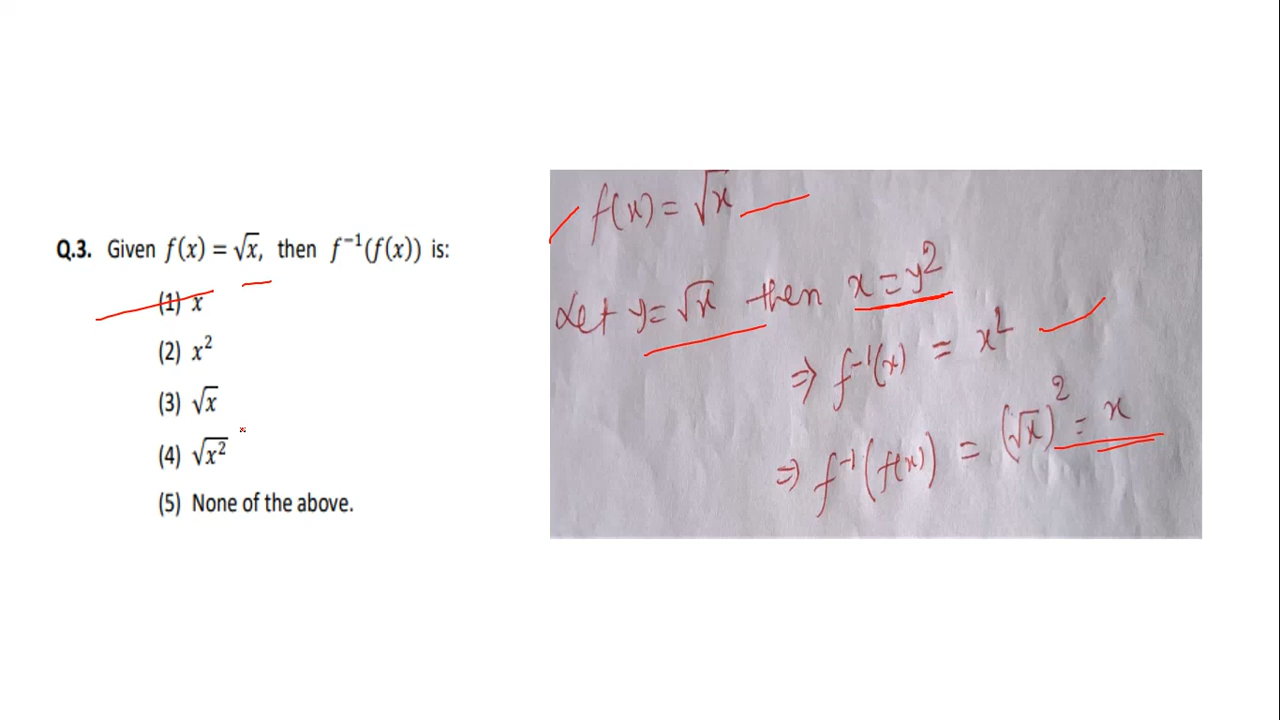 Q.3. Given f(x) = √x, then f⁻¹(f(x)) is:
(1) x
(2) x²
(3) √x
(4) √x²
(5) None of the above.
f(x) = √x
Let y = √x then x = y²
⇒ f⁻¹(x) = x²
⇒ f⁻¹(f(x)) = (√x)² = x